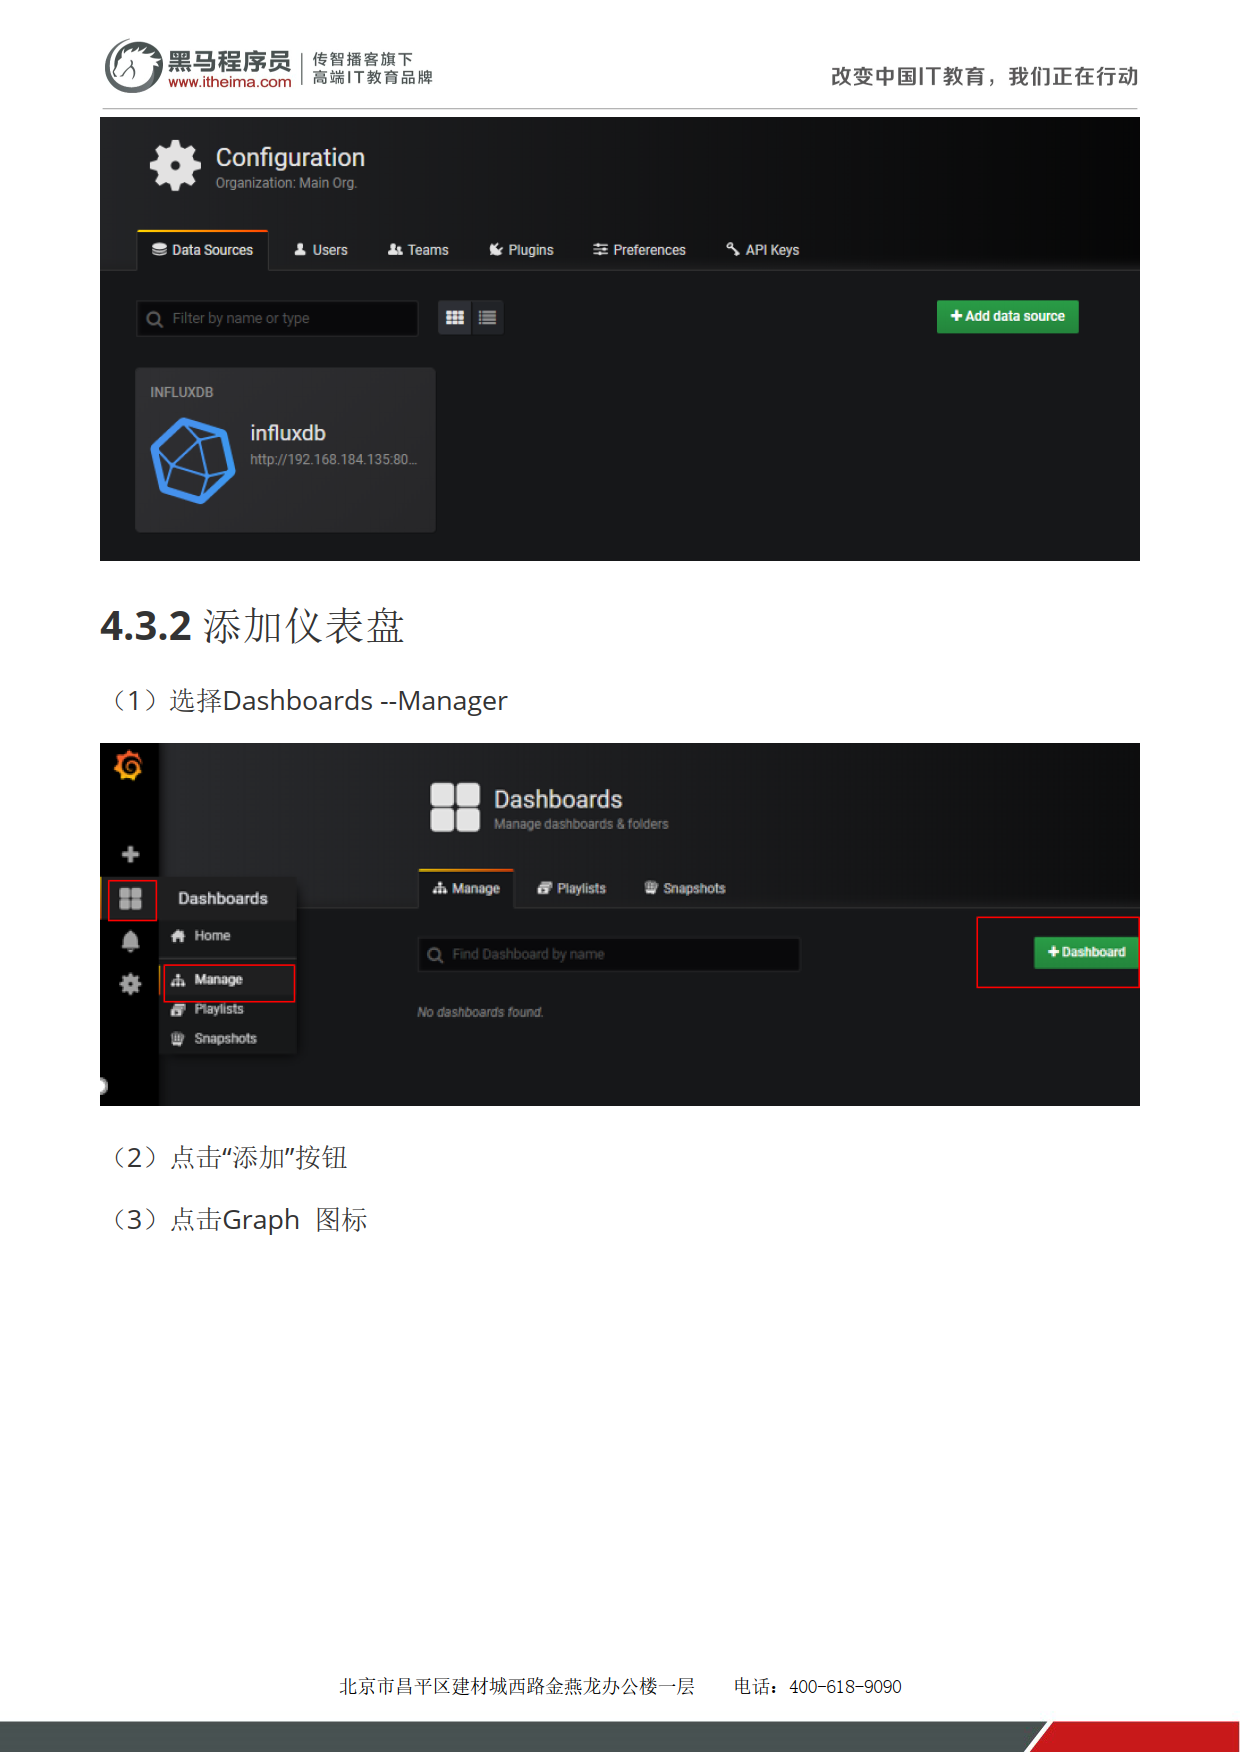 黑马程序员
www.itheima.com
传智播客旗下
高端IT教育品牌
改变中国IT教育，我们正在行动
Configuration
Organization: Main Org.
Data Sources Users Teams Plugins Preferences API Keys
Filter by name or type
+ Add data source
INFLUXDB
influxdb
http://192.168.184.135:80...
4.3.2 添加仪表盘
（1）选择Dashboards --Manager
Dashboards
Manage dashboards & folders
Manage Playlists Snapshots
Dashboards
Home
Manage
Playlists
Snapshots
Find Dashboard by name
+ Dashboard
No dashboards found.
（2）点击“添加”按钮
（3）点击Graph 图标
北京市昌平区建材城西路金燕龙办公楼一层 电话：400-618-9090